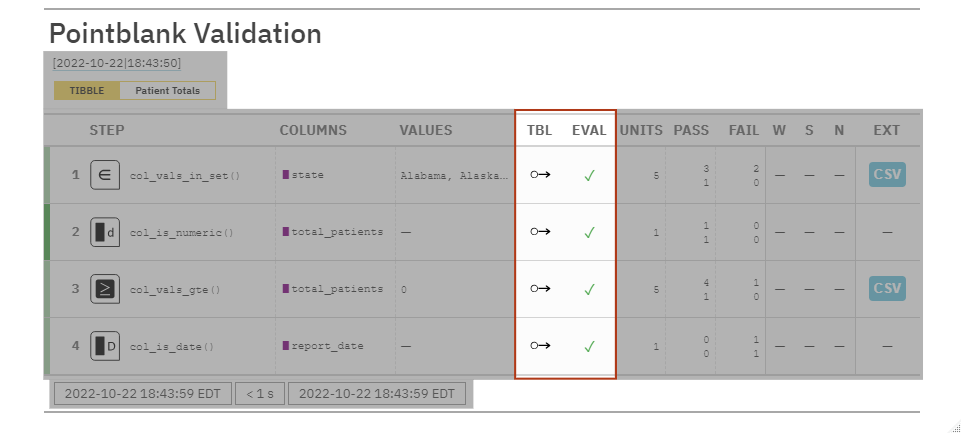 Pointblank Validation
[2022-10-22|18:43:50]
TIBBLE Patient Totals
STEP COLUMNS VALUES TBL EVAL UNITS PASS FAIL W S N EXT
1 ∈ col_vals_in_set() state Alabama, Alaska… ○→ ✓ 5 3 2 — — — CSV
1 0
2 d col_is_numeric() total_patients — ○→ ✓ 1 1 0 — — — —
1 0
3 ≥ col_vals_gte() total_patients 0 ○→ ✓ 5 4 1 — — — CSV
1 0
4 D col_is_date() report_date — ○→ ✓ 1 0 1 — — — —
0 1
2022-10-22 18:43:59 EDT < 1 s 2022-10-22 18:43:59 EDT